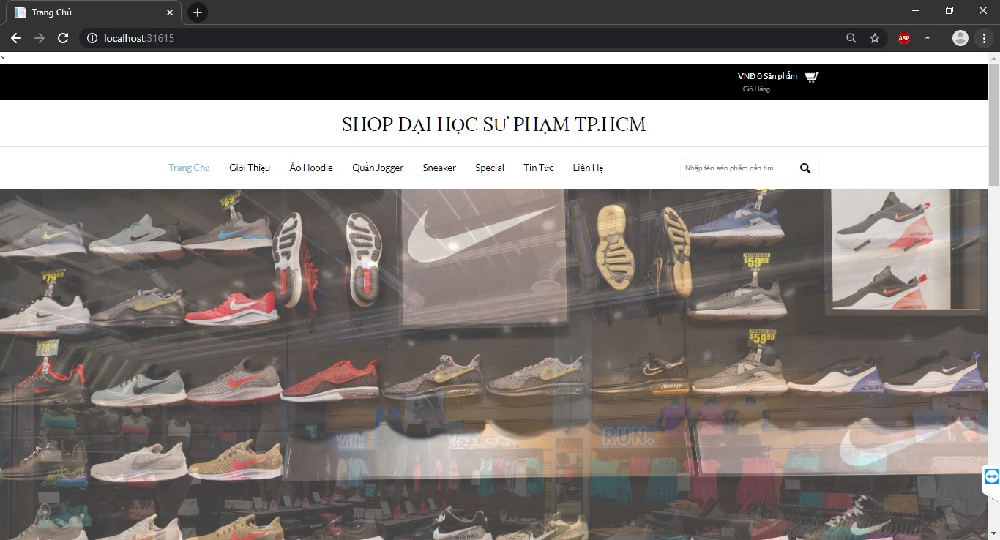 Trang Chủ
localhost:31615
ABP
>
VNĐ 0 Sản phẩm
Giỏ Hàng
SHOP ĐẠI HỌC SƯ PHẠM TP.HCM
Trang Chủ Giới Thiệu Áo Hoodie Quần Jogger Sneaker Special Tin Tức Liên Hệ
Nhập tên sản phẩm cần tìm...
$79.99
$59.99
$59.99
RUN.